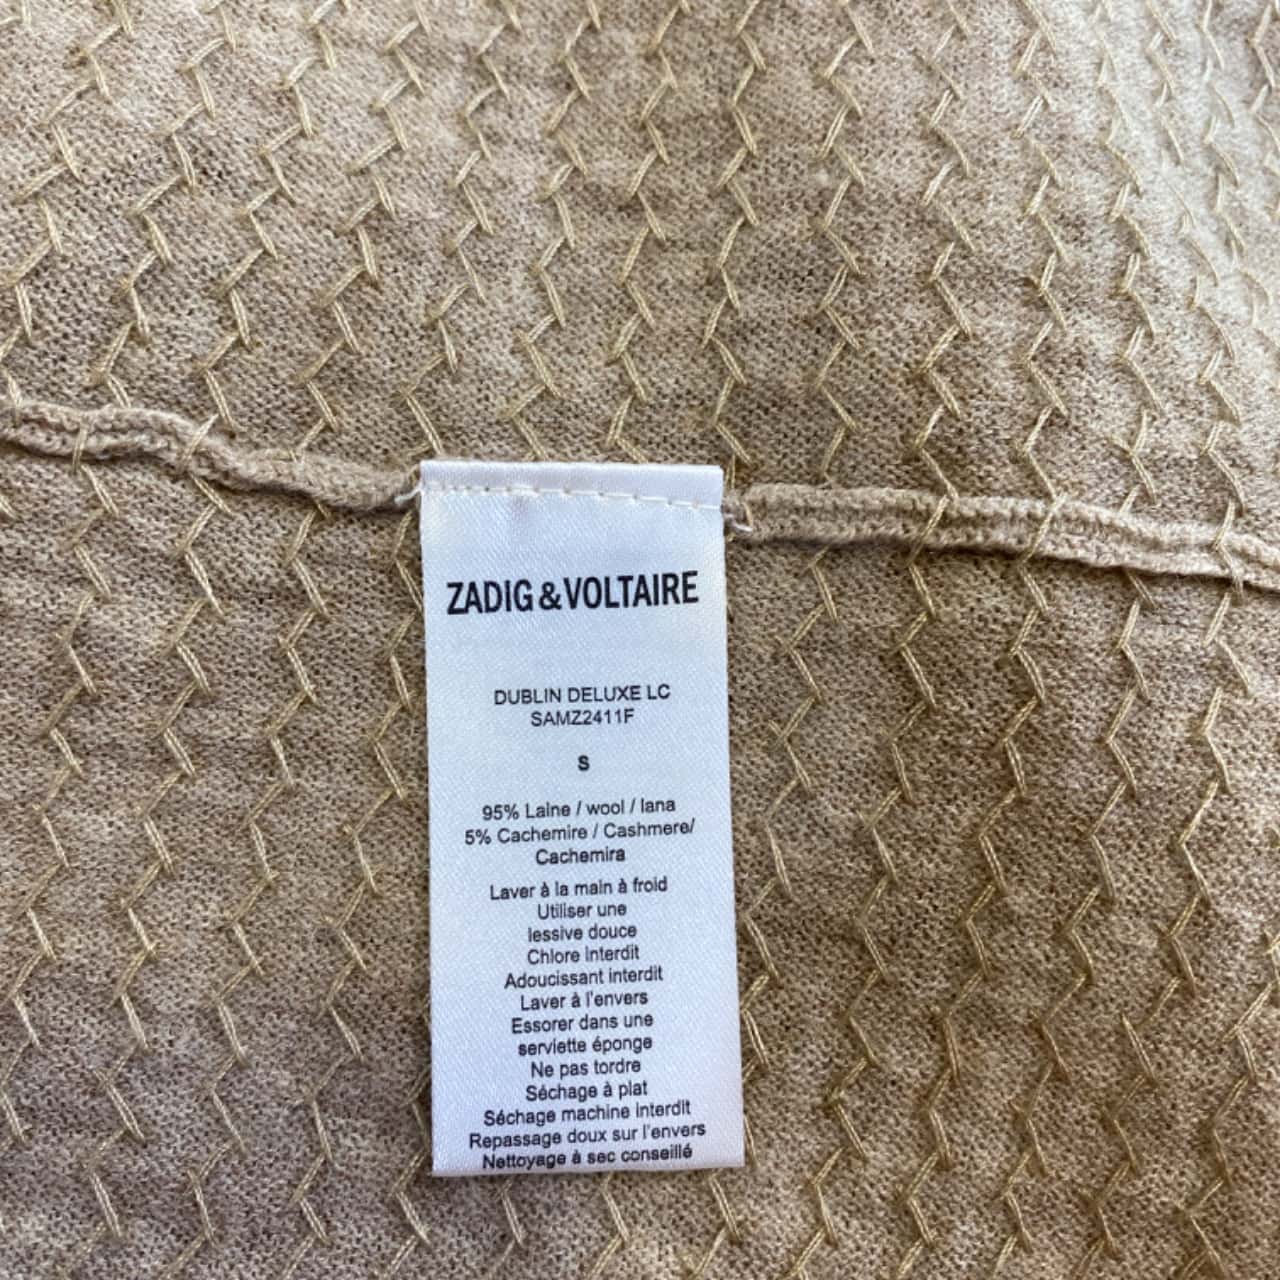 ZADIG&VOLTAIRE
DUBLIN DELUXE LC
SAMZ2411F
S
95% Laine / wool / lana
5% Cachemire / Cashmere/
Cachemira
Laver à la main à froid
Utiliser une
lessive douce
Chlore interdit
Adoucissant interdit
Laver à l'envers
Essorer dans une
serviette éponge
Ne pas tordre
Séchage à plat
Séchage machine interdit
Repassage doux sur l'envers
Nettoyage à sec conseillé